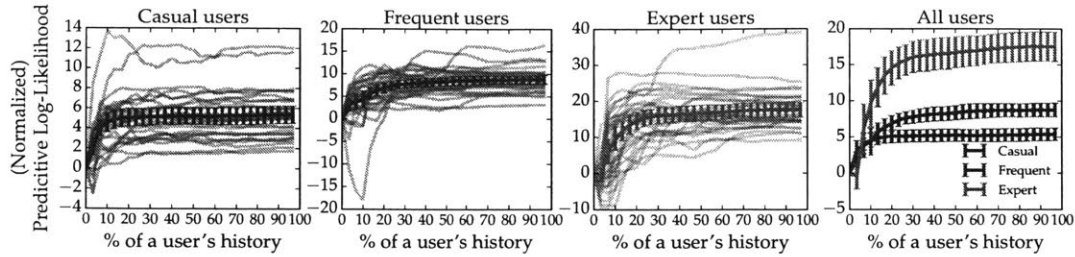 Casual users Frequent users Expert users All users
(Normalized)
Predicitive Log-Likelihood
14 12 10 8 6 4 2 0 −2 −4
20 15 10 5 0 −5 −10 −15 −20
40 30 20 10 0 −10
20 15 10 5 0 −5
Casual
Frequent
Expert
0 10 20 30 40 50 60 70 80 90 100
0 10 20 30 40 50 60 70 80 90 100
0 10 20 30 40 50 60 70 80 90 100
0 10 20 30 40 50 60 70 80 90 100
% of a user's history % of a user's history % of a user's history % of a user's history